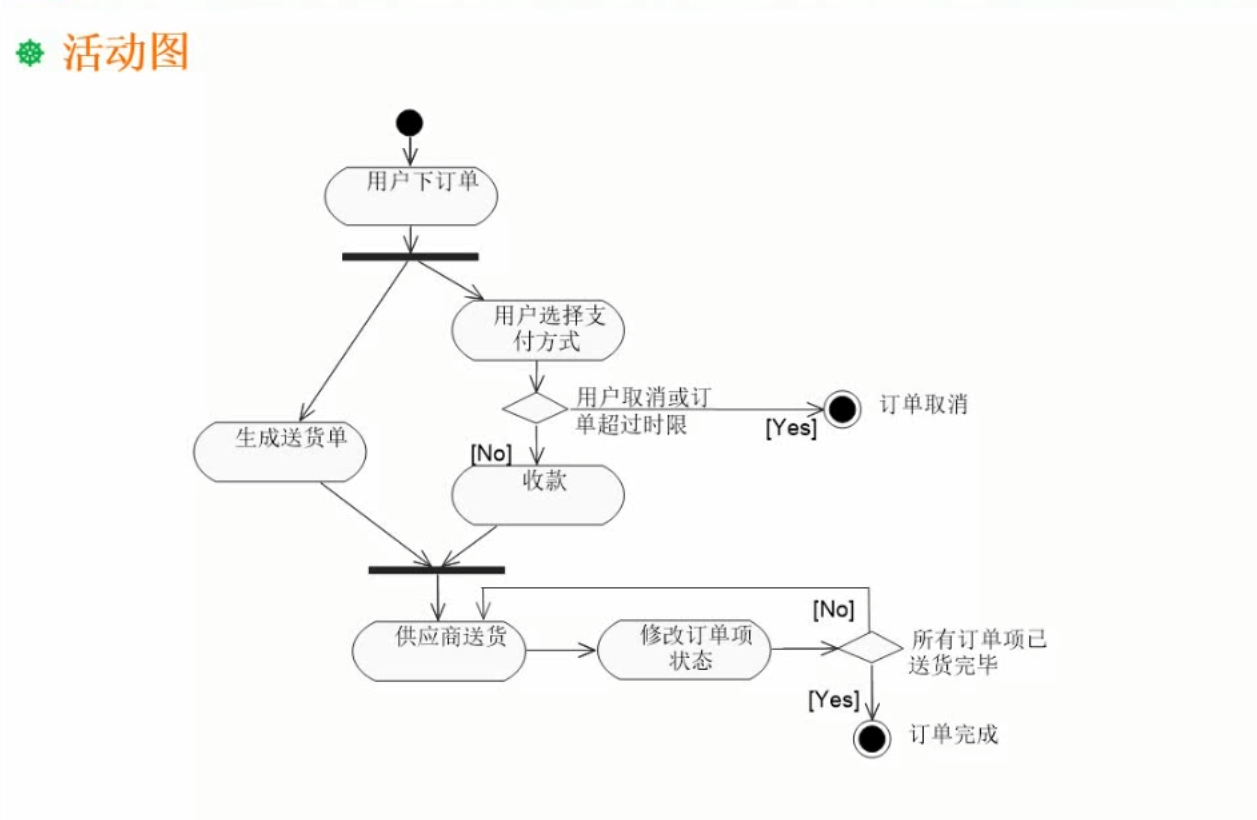 活动图
用户下订单
用户选择支
付方式
用户取消或订
单超过时限
[Yes]
订单取消
生成送货单
[No]
收款
供应商送货
修改订单项
状态
[No]
所有订单项已
送货完毕
[Yes]
订单完成